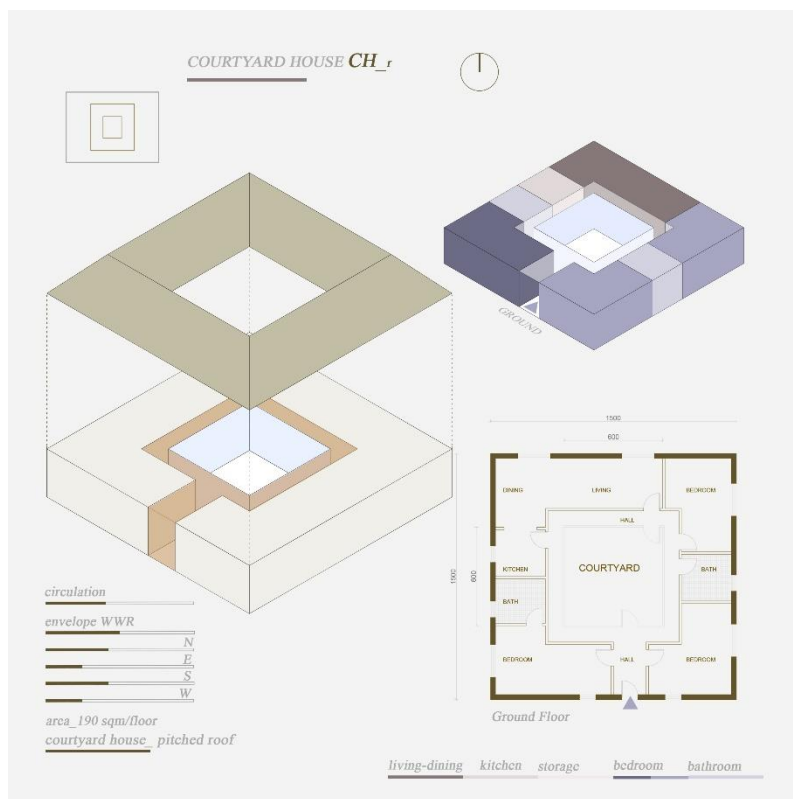 COURTYARD HOUSE CH_r
GROUND
circulation
envelope WWR
N
E
S
W
area_190 sqm/floor
courtyard house_ pitched roof
1500
600
DINING LIVING BEDROOM
HALL
1500
600
COURTYARD
KITCHEN BATH
BATH
BEDROOM HALL BEDROOM
Ground Floor
living-dining kitchen storage bedroom bathroom